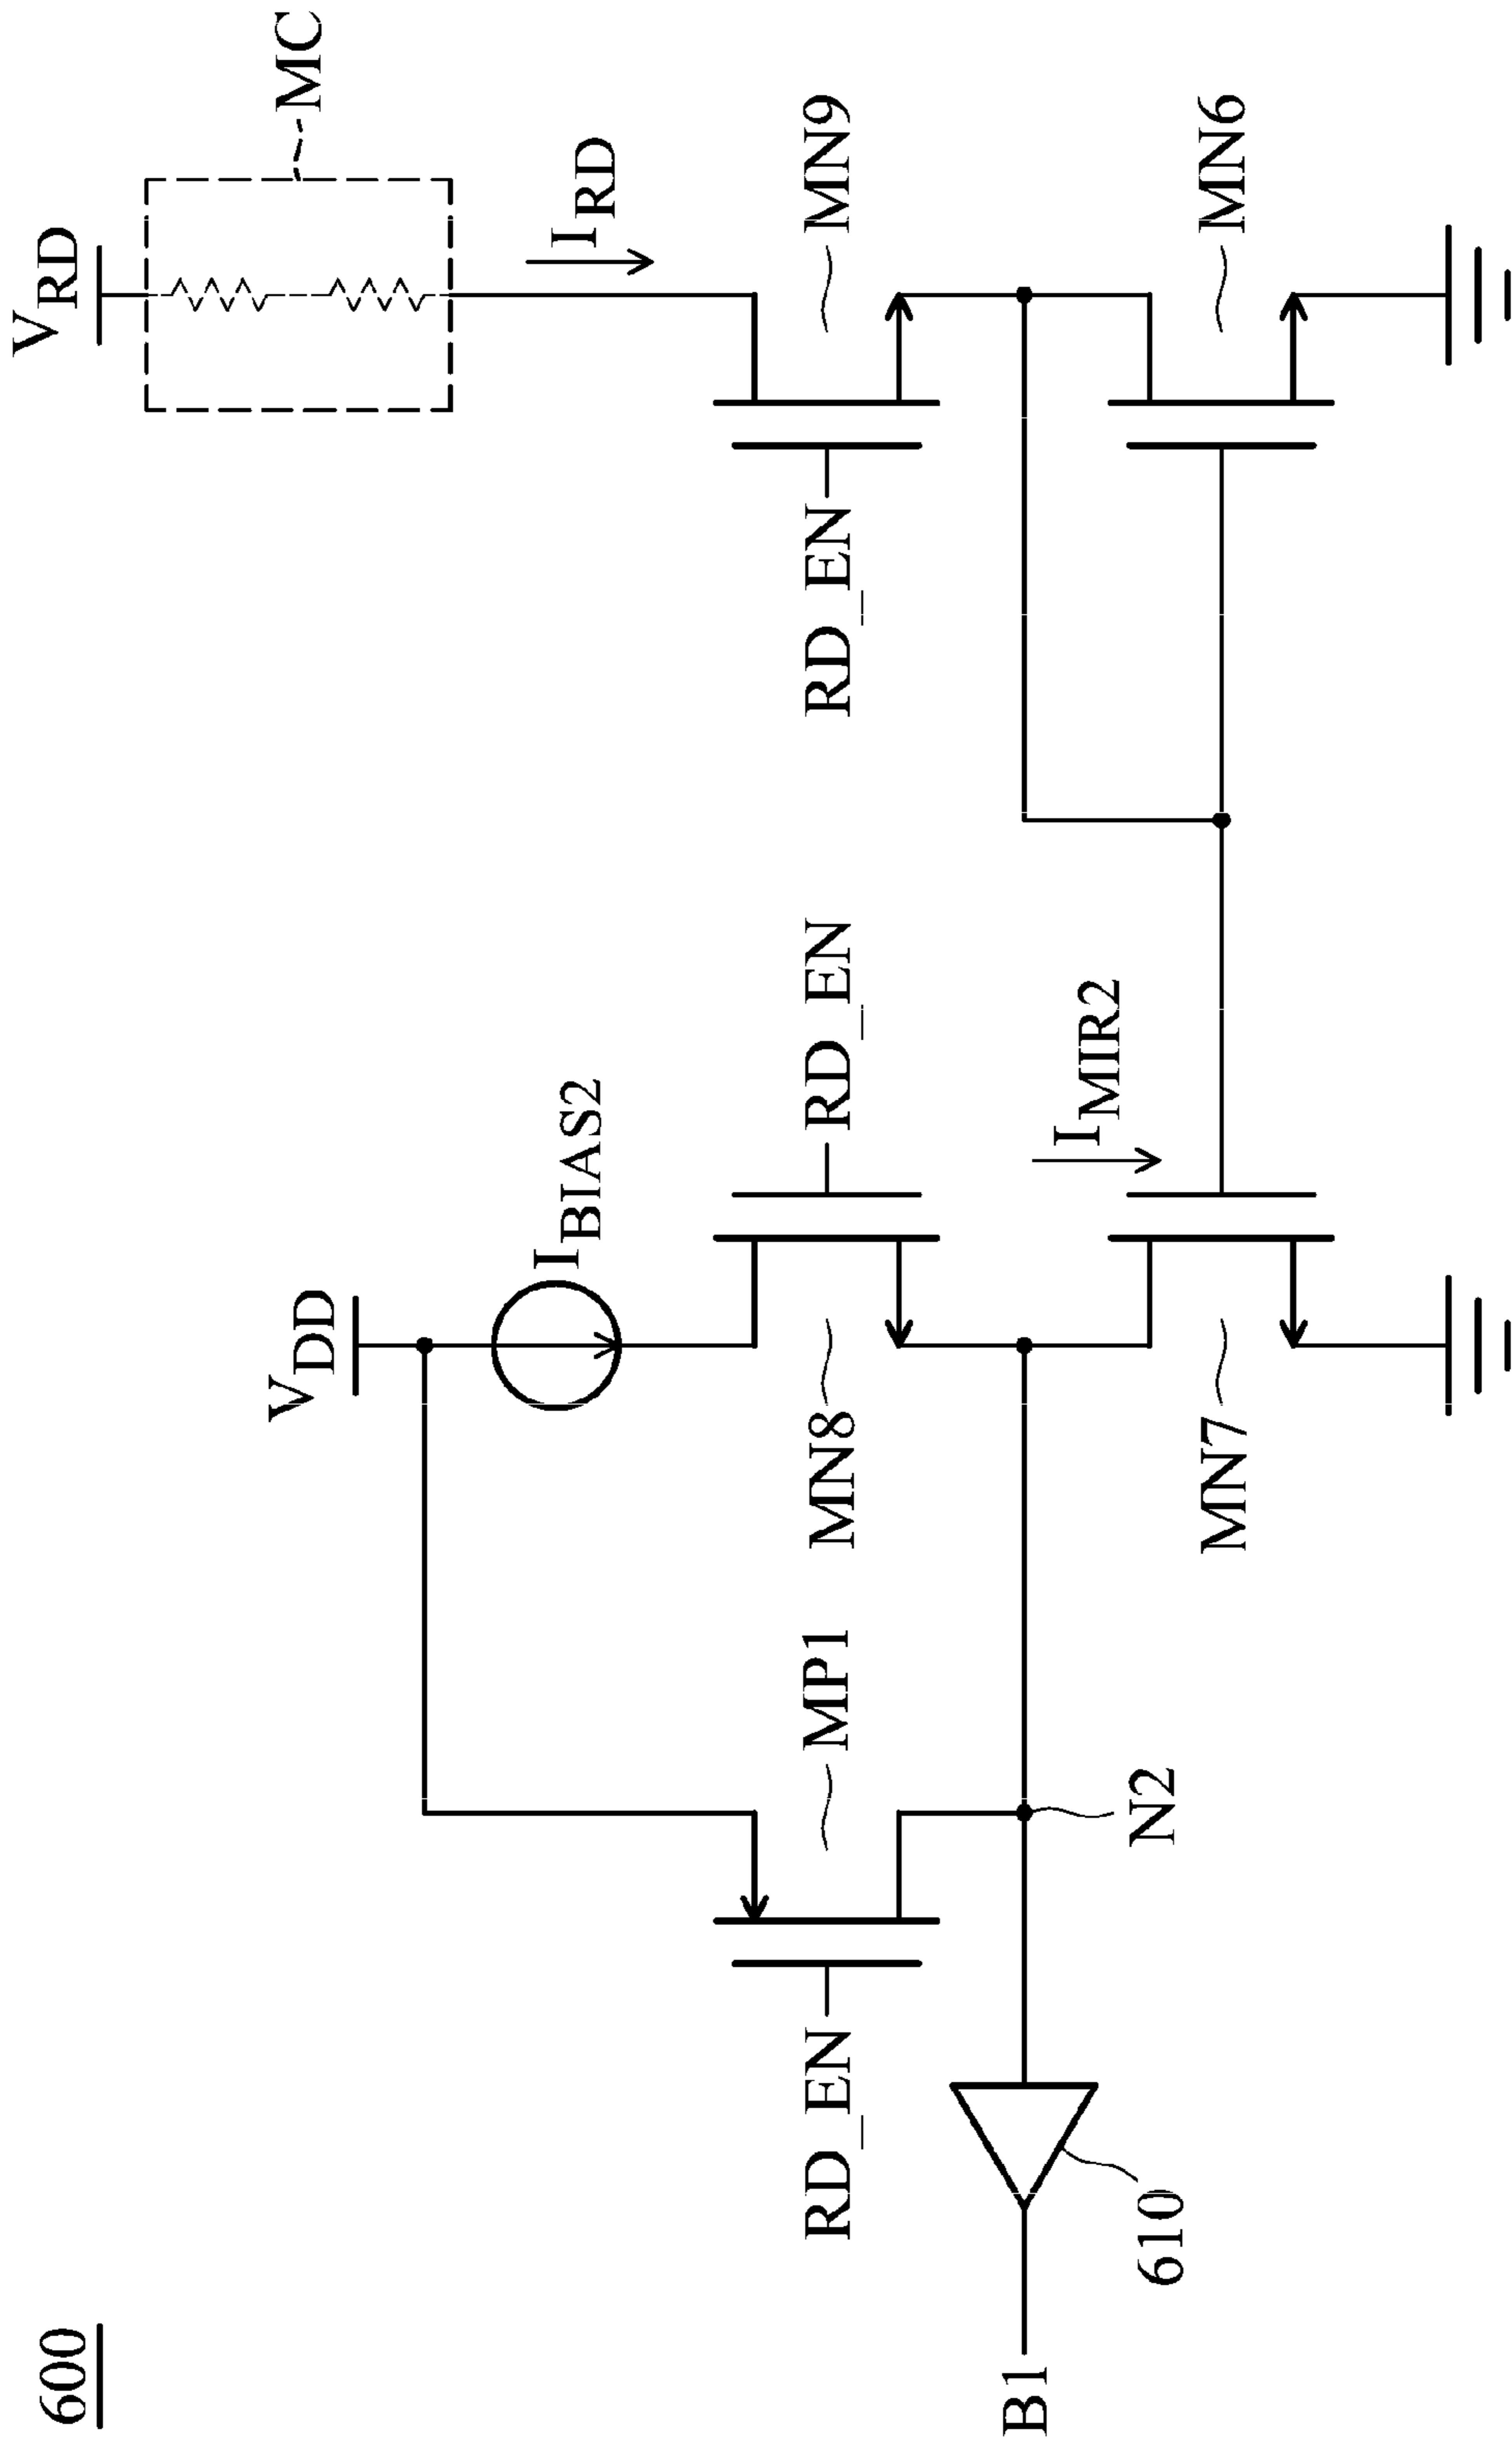 600
V_RD
MC
V_DD
I_BIAS2
I_RD
RD_EN
MP1
MN8
RD_EN
RD_EN
MN9
B1
610
N2
I_MIR2
MN7
MN6